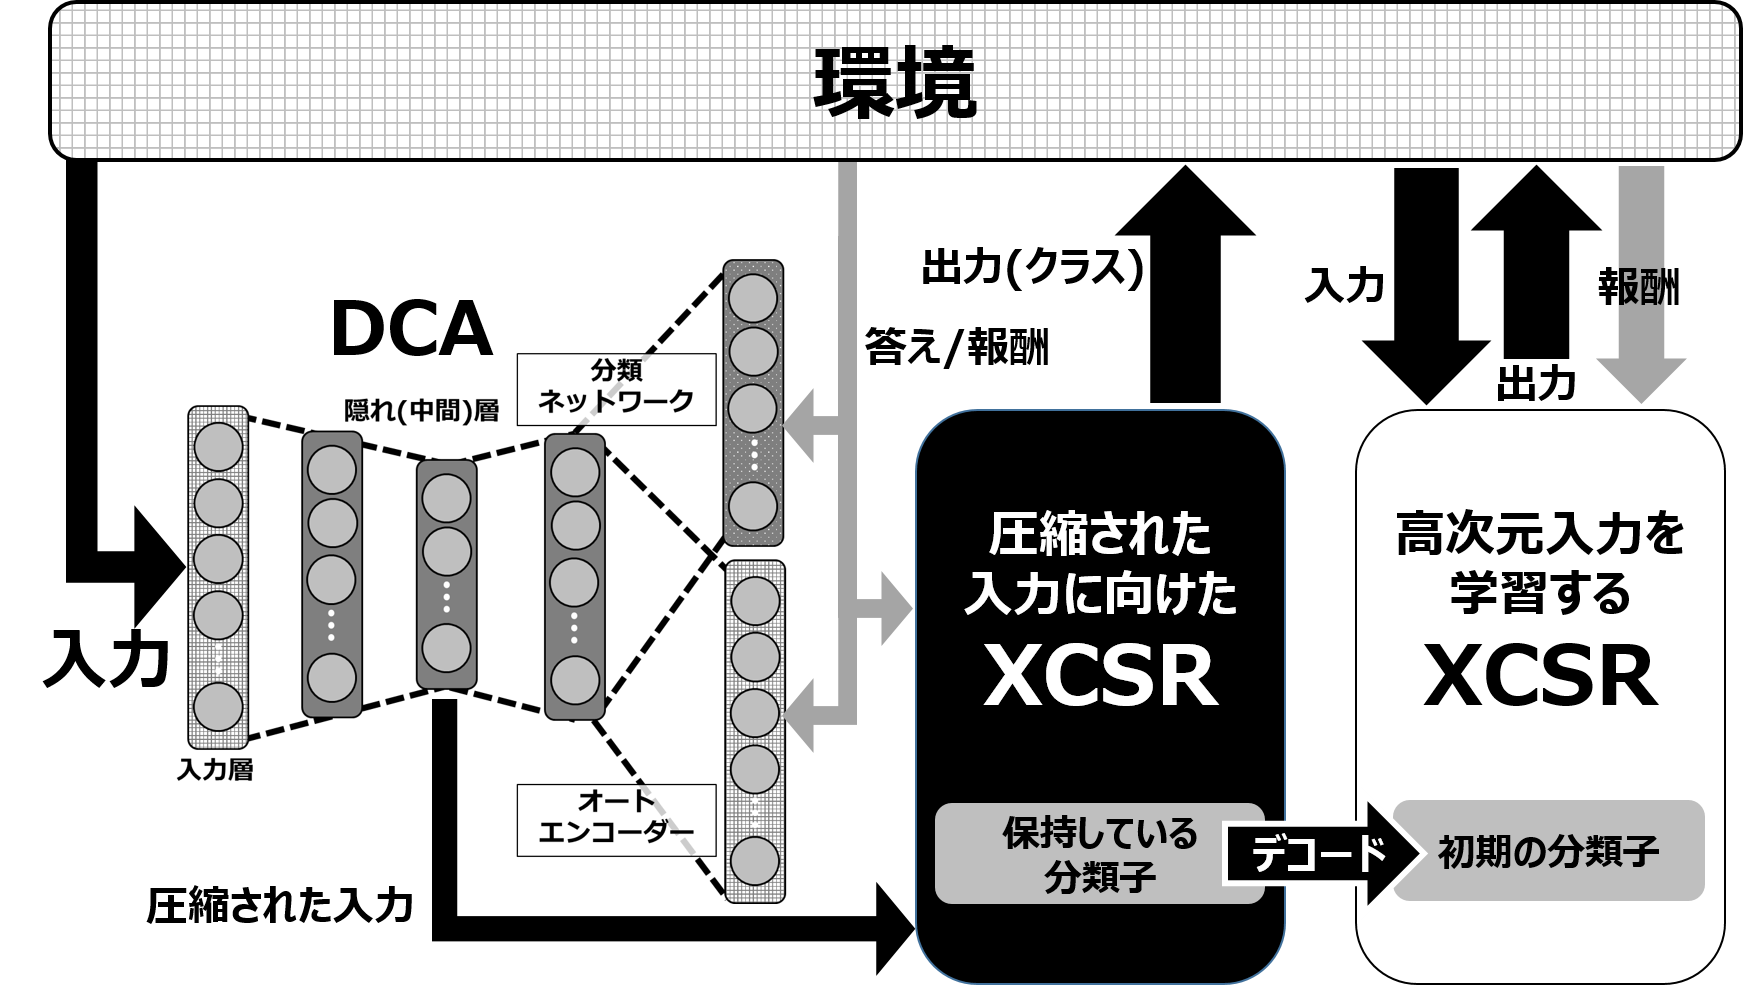 環境
DCA
分類
ネットワーク
隠れ(中間)層
入力
入力層
オート
エンコーダー
圧縮された入力
答え/報酬
出力(クラス)
圧縮された
入力に向けた
XCSR
保持している
分類子
デコード
入力
出力
報酬
高次元入力を
学習する
XCSR
初期の分類子